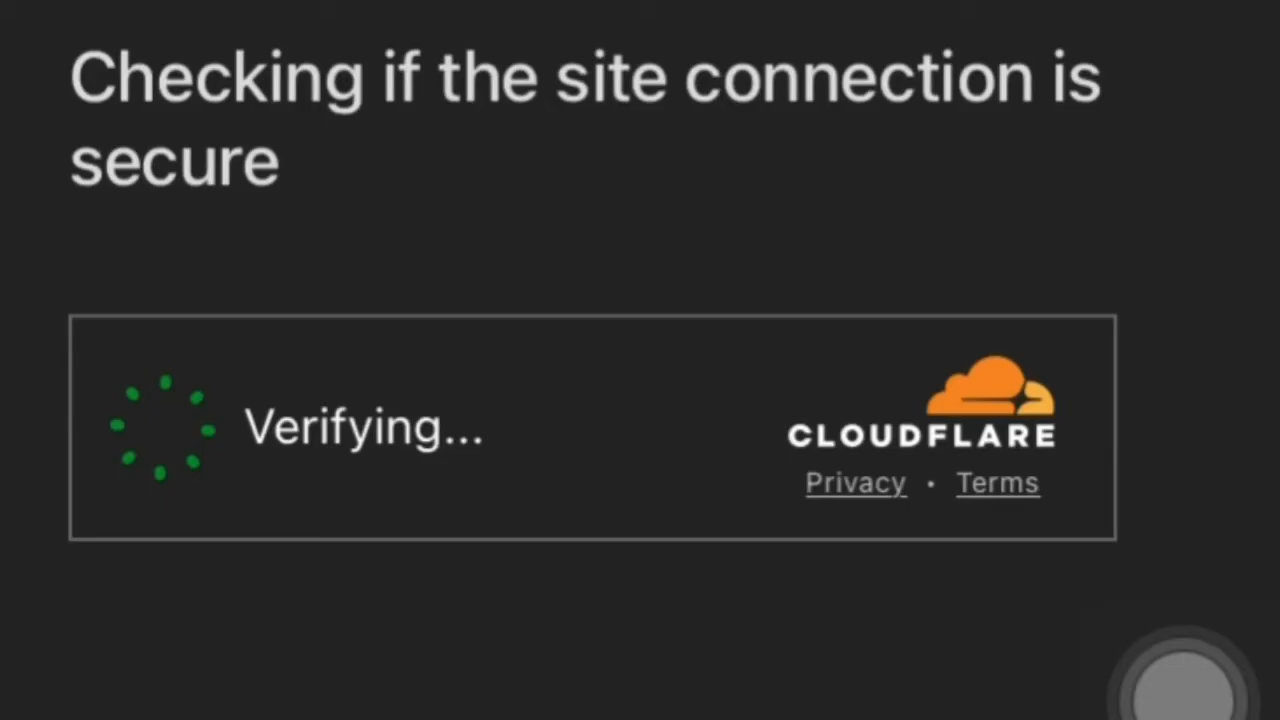 Checking if the site connection is
secure
Verifying...
CLOUDFLARE
Privacy • Terms